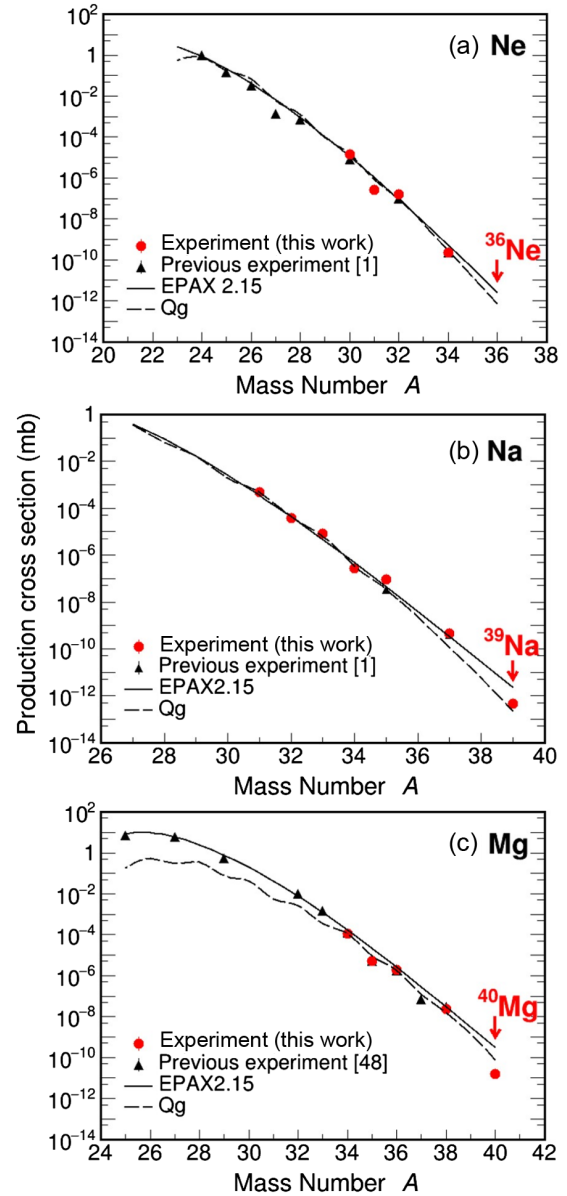 10²
(a) Ne
1
10⁻²
10⁻⁴
10⁻⁶
10⁻⁸
10⁻¹⁰
10⁻¹²
10⁻¹⁴
³⁶Ne
Experiment (this work)
Previous experiment [1]
EPAX 2.15
Qg
20 22 24 26 28 30 32 34 36 38
Mass Number A
Production cross section (mb)
1
(b) Na
10⁻²
10⁻⁴
10⁻⁶
10⁻⁸
10⁻¹⁰
10⁻¹²
10⁻¹⁴
³⁹Na
Experiment (this work)
Previous experiment [1]
EPAX2.15
Qg
26 28 30 32 34 36 38 40
Mass Number A
10²
(c) Mg
1
10⁻²
10⁻⁴
10⁻⁶
10⁻⁸
10⁻¹⁰
10⁻¹²
10⁻¹⁴
⁴⁰Mg
Experiment (this work)
Previous experiment [48]
EPAX2.15
Qg
24 26 28 30 32 34 36 38 40 42
Mass Number A